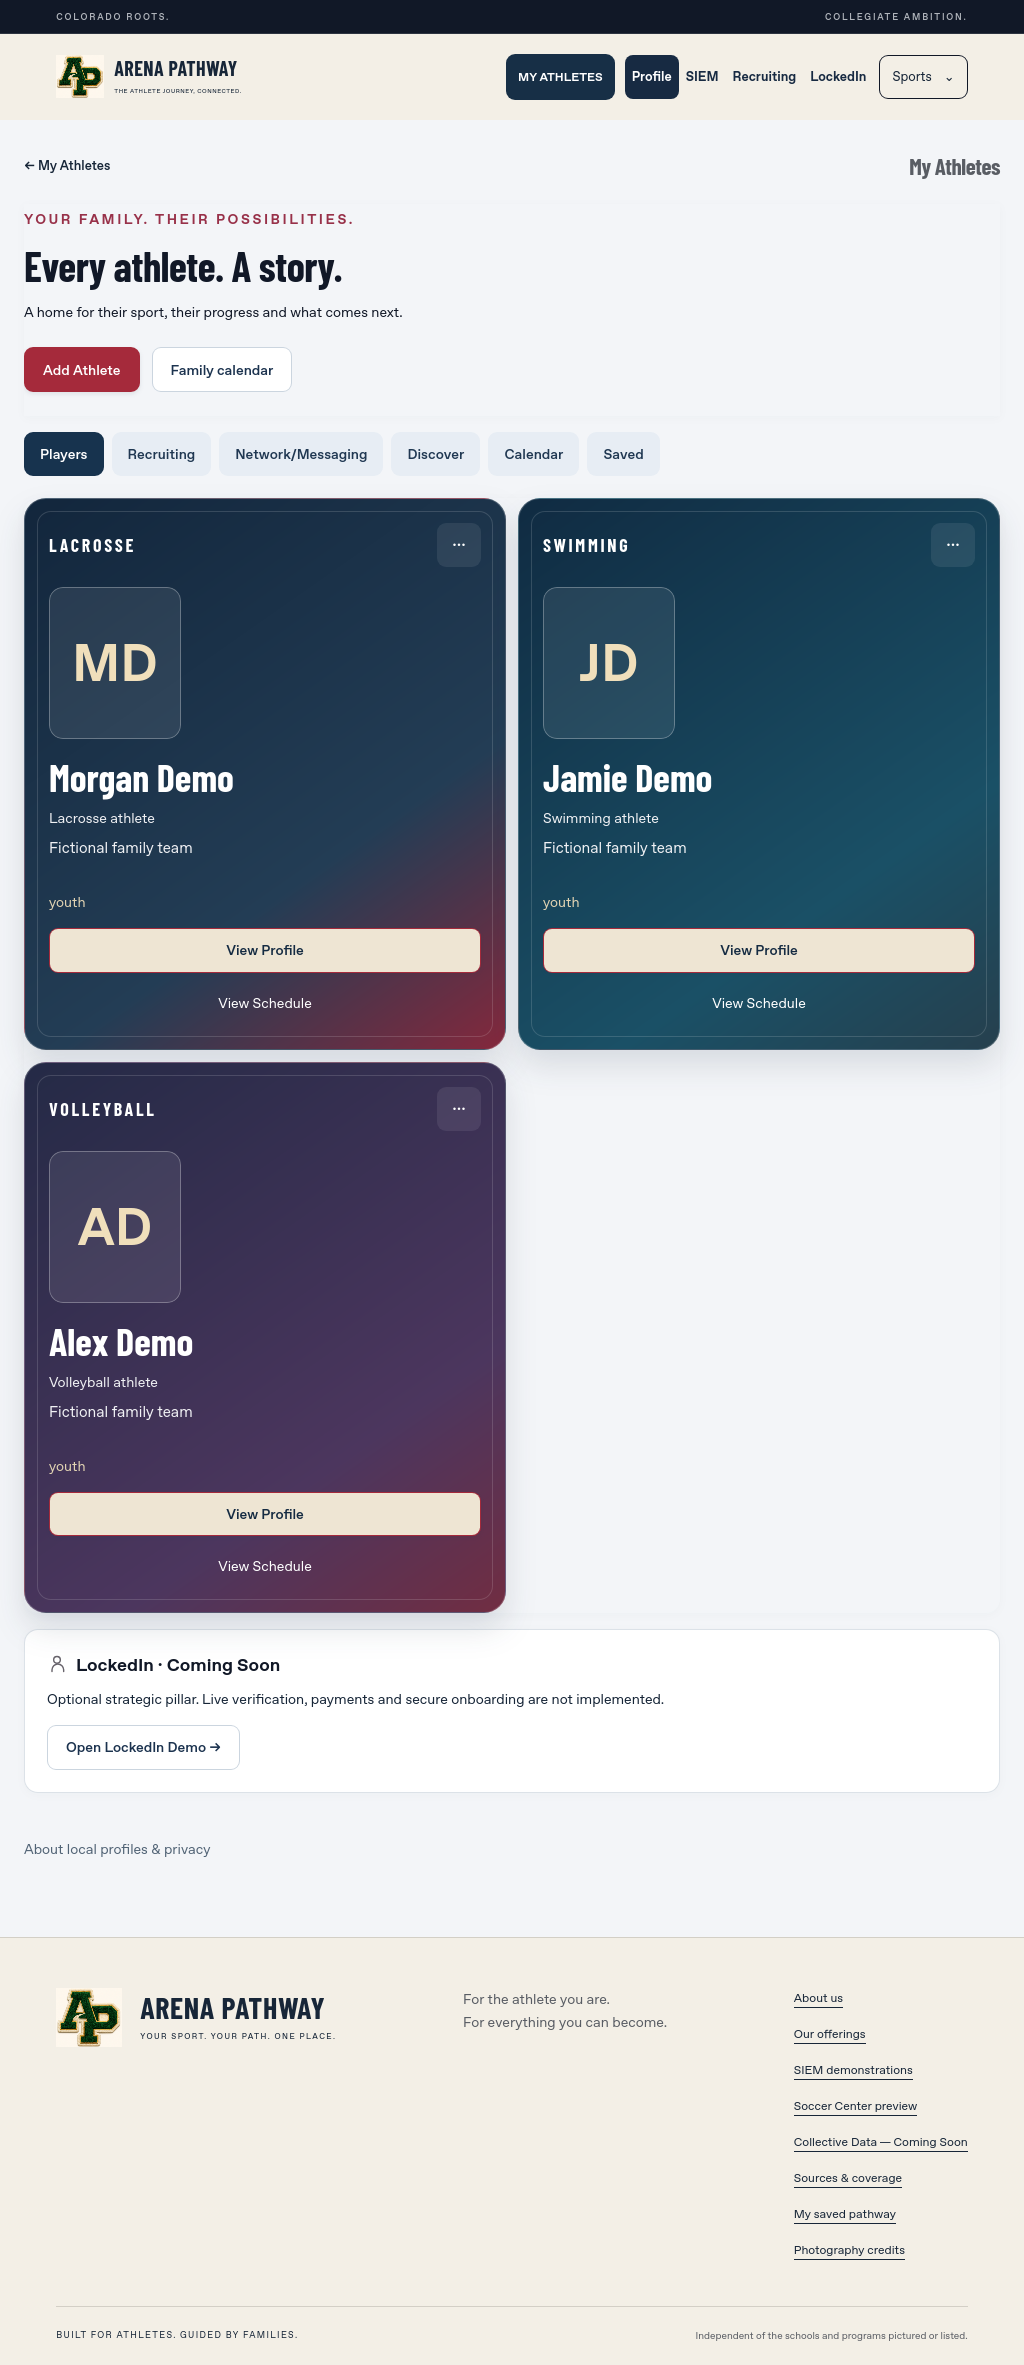 COLORADO ROOTS.
COLLEGIATE AMBITION.
AP
ARENA PATHWAY
THE ATHLETE JOURNEY, CONNECTED.
MY ATHLETES
Profile
SIEM
Recruiting
LockedIn
Sports
← My Athletes
My Athletes
YOUR FAMILY. THEIR POSSIBILITIES.
Every athlete. A story.
A home for their sport, their progress and what comes next.
Add Athlete
Family calendar
Players
Recruiting
Network/Messaging
Discover
Calendar
Saved
LACROSSE
...
MD
Morgan Demo
Lacrosse athlete
Fictional family team
youth
View Profile
View Schedule
SWIMMING
...
JD
Jamie Demo
Swimming athlete
Fictional family team
youth
View Profile
View Schedule
VOLLEYBALL
...
AD
Alex Demo
Volleyball athlete
Fictional family team
youth
View Profile
View Schedule
LockedIn · Coming Soon
Optional strategic pillar. Live verification, payments and secure onboarding are not implemented.
Open LockedIn Demo →
About local profiles & privacy
AP
ARENA PATHWAY
YOUR SPORT. YOUR PATH. ONE PLACE.
For the athlete you are.
For everything you can become.
About us
Our offerings
SIEM demonstrations
Soccer Center preview
Collective Data — Coming Soon
Sources & coverage
My saved pathway
Photography credits
BUILT FOR ATHLETES. GUIDED BY FAMILIES.
Independent of the schools and programs pictured or listed.